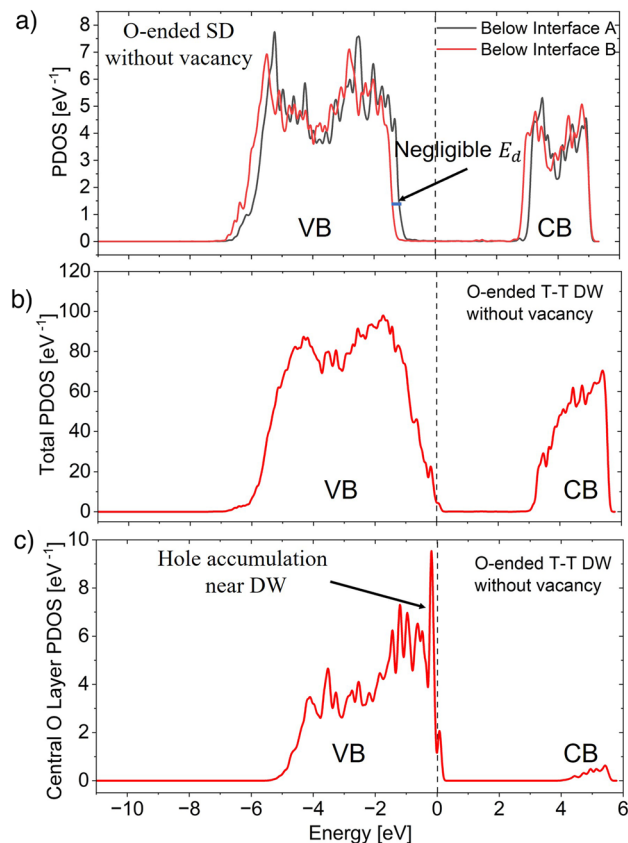 a)
PDOS [eV⁻¹]
8
7
6
5
4
3
2
1
0
O-ended SD
without vacancy
Below Interface A
Below Interface B
Negligible E_d
VB
CB
b)
Total PDOS [eV⁻¹]
120
100
80
60
40
20
0
O-ended T-T DW
without vacancy
VB
CB
c)
Central O Layer PDOS [eV⁻¹]
10
8
6
4
2
0
Hole accumulation
near DW
O-ended T-T DW
without vacancy
VB
CB
−10 −8 −6 −4 −2 0 2 4 6
Energy [eV]